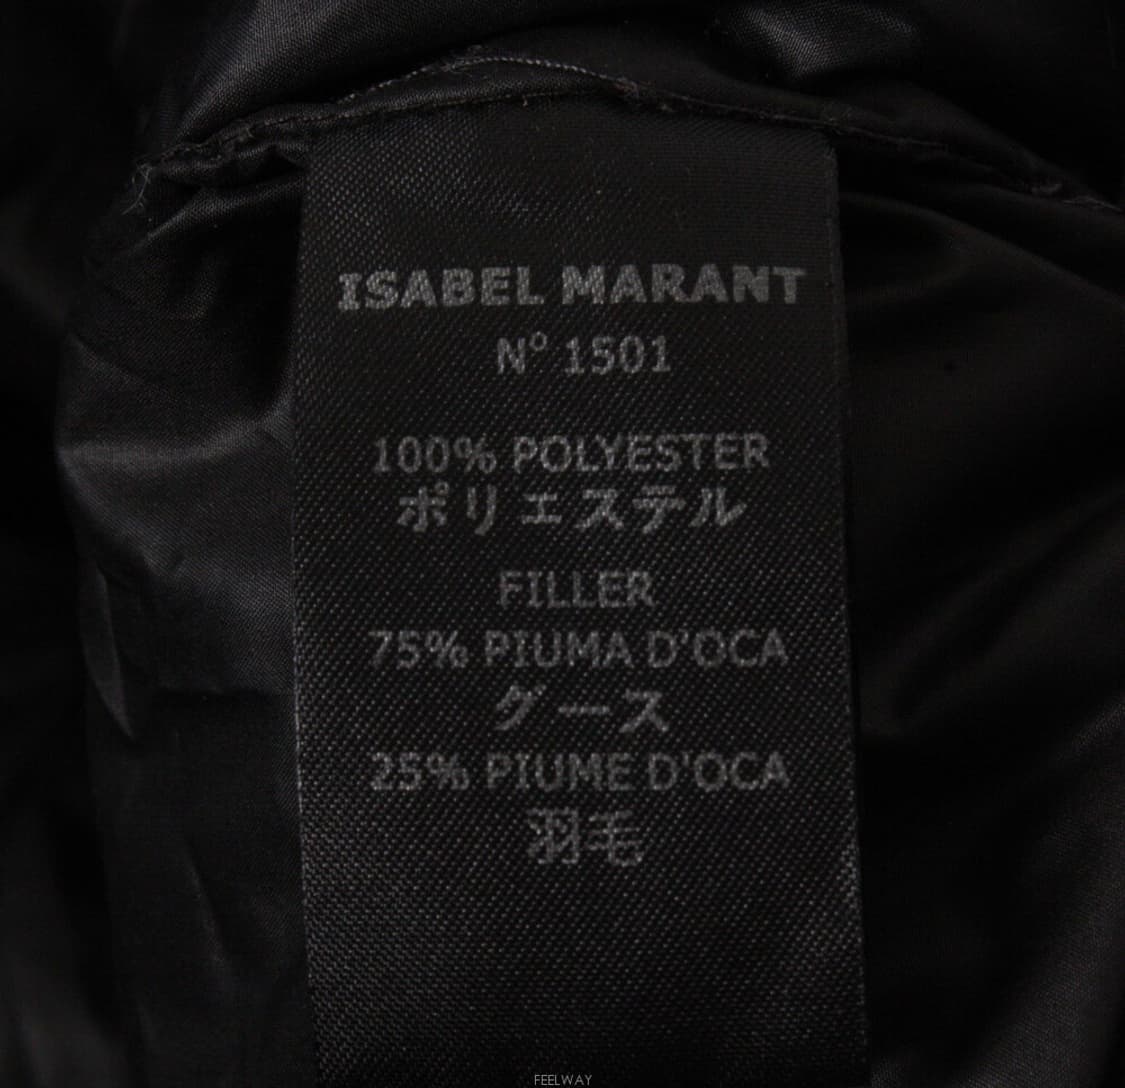 ISABEL MARANT
N° 1501
100% POLYESTER
ポリエステル
FILLER
75% PIUMA D'OCA
グース
25% PIUME D'OCA
羽毛
FEELWAY